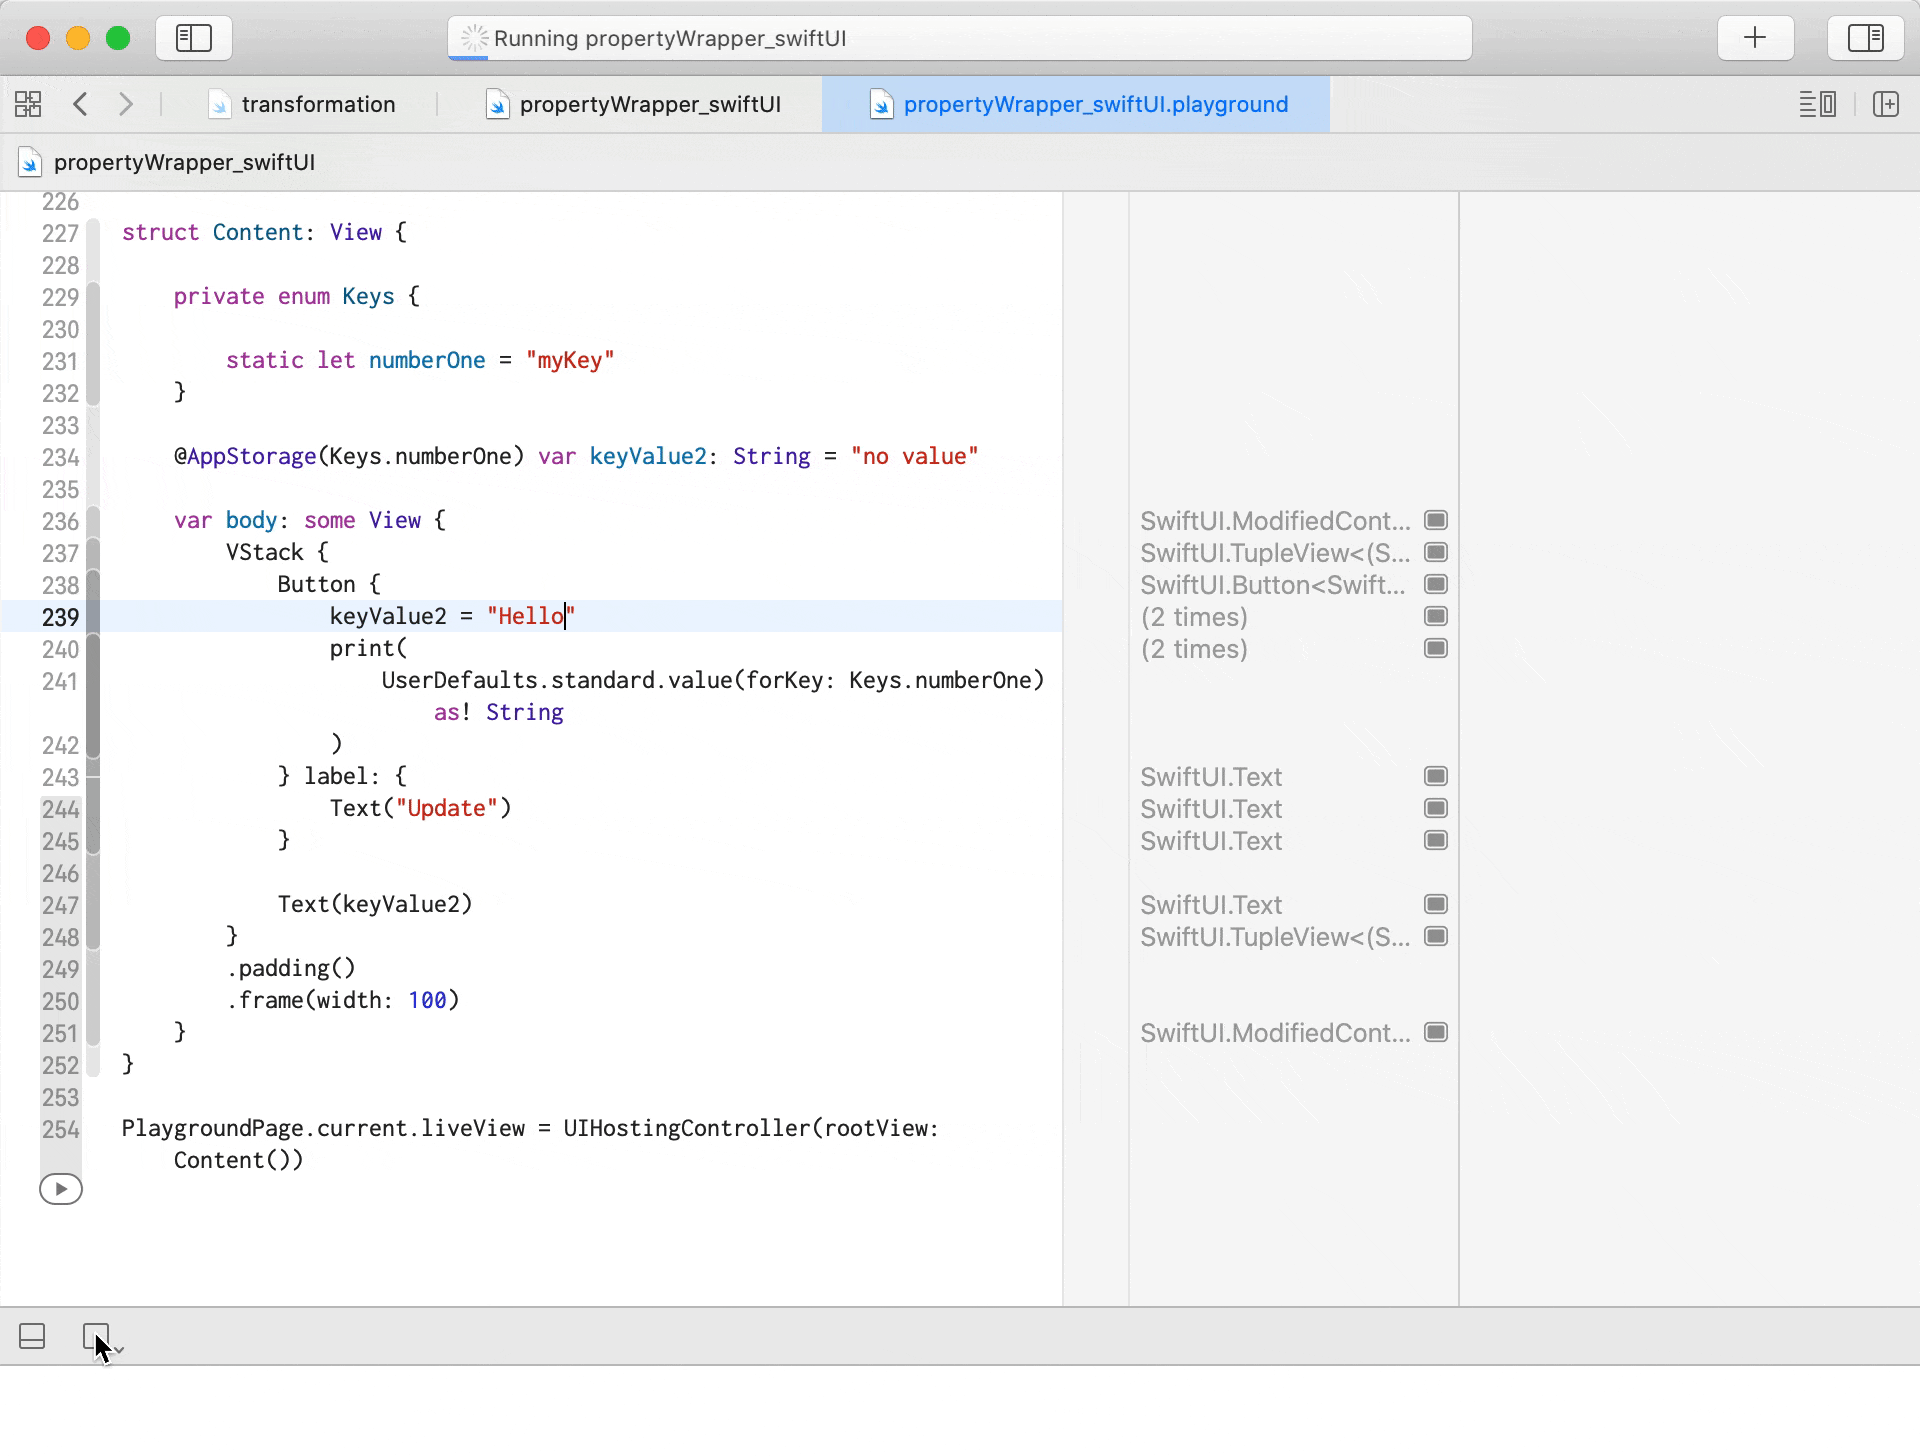 Running propertyWrapper_swiftUI
transformation
propertyWrapper_swiftUI
propertyWrapper_swiftUI.playground
propertyWrapper_swiftUI
226
227 struct Content: View {
228
229 private enum Keys {
230
231 static let numberOne = "myKey"
232 }
233
234 @AppStorage(Keys.numberOne) var keyValue2: String = "no value"
235
236 var body: some View { SwiftUI.ModifiedCont...
237 VStack { SwiftUI.TupleView<(S...
238 Button { SwiftUI.Button<Swift...
239 keyValue2 = "Hello" (2 times)
240 print( (2 times)
241 UserDefaults.standard.value(forKey: Keys.numberOne)
as! String
242 )
243 } label: { SwiftUI.Text
244 Text("Update") SwiftUI.Text
245 } SwiftUI.Text
246
247 Text(keyValue2) SwiftUI.Text
248 } SwiftUI.TupleView<(S...
249 .padding()
250 .frame(width: 100)
251 } SwiftUI.ModifiedCont...
252 }
253
254 PlaygroundPage.current.liveView = UIHostingController(rootView:
Content())